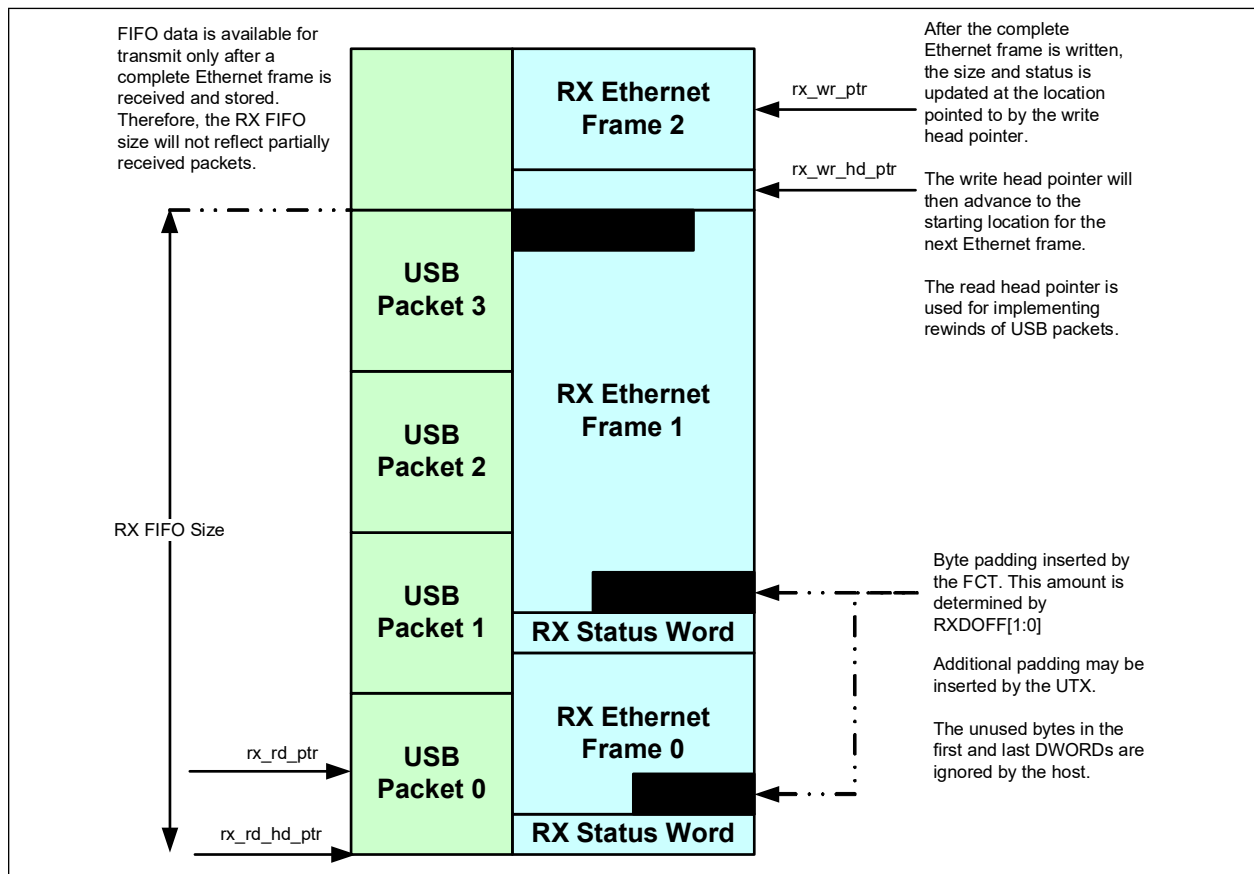 FIFO data is available for
transmit only after a
complete Ethernet frame is
received and stored.
Therefore, the RX FIFO
size will not reflect partially
received packets.
RX Ethernet
Frame 2
rx_wr_ptr
After the complete
Ethernet frame is written,
the size and status is
updated at the location
pointed to by the write
head pointer.
rx_wr_hd_ptr
The write head pointer will
then advance to the
starting location for the
next Ethernet frame.
The read head pointer is
used for implementing
rewinds of USB packets.
USB
Packet 3
RX Ethernet
Frame 1
USB
Packet 2
RX FIFO Size
USB
Packet 1
RX Status Word
Byte padding inserted by
the FCT. This amount is
determined by
RXDOFF[1:0]
Additional padding may be
inserted by the UTX.
The unused bytes in the
first and last DWORDs are
ignored by the host.
RX Ethernet
Frame 0
rx_rd_ptr
USB
Packet 0
rx_rd_hd_ptr
RX Status Word